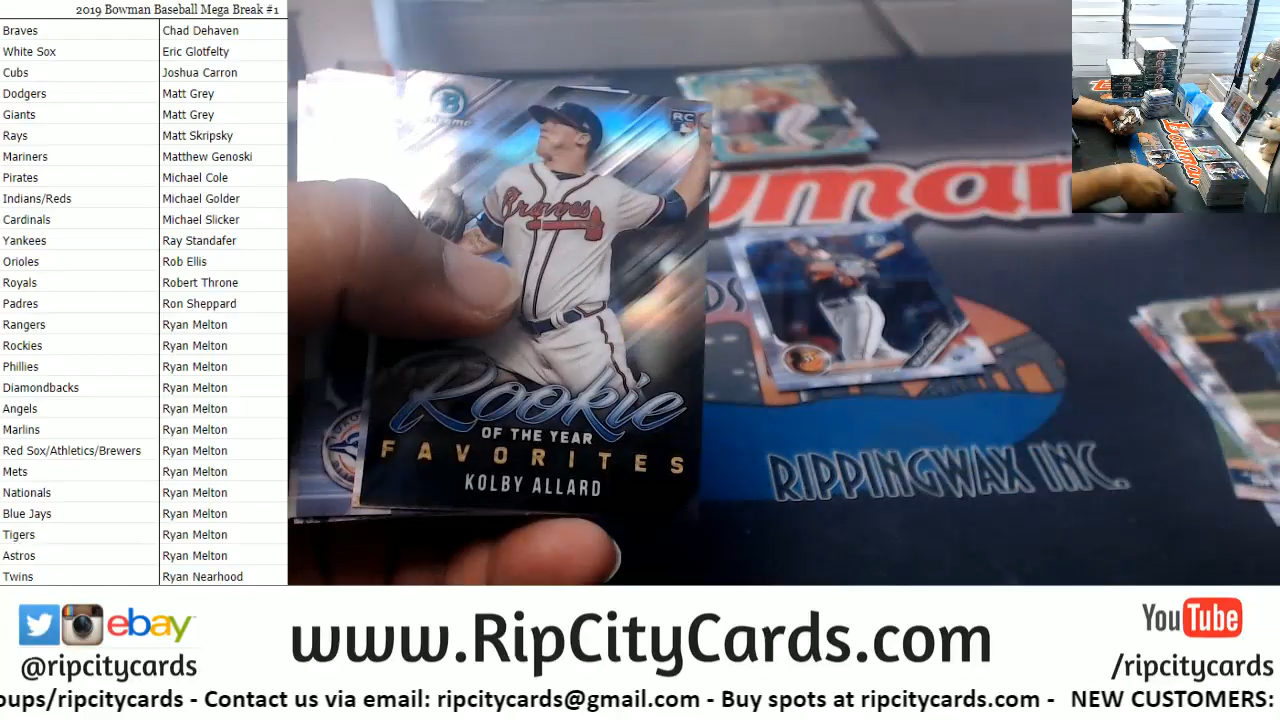 2019 Bowman Baseball Mega Break #1
Braves Chad Dehaven
White Sox Eric Glotfelty
Cubs Joshua Carron
Dodgers Matt Grey
Giants Matt Grey
Rays Matt Skripsky
Mariners Matthew Genoski
Pirates Michael Cole
Indians/Reds Michael Golder
Cardinals Michael Slicker
Yankees Ray Standafer
Orioles Rob Ellis
Royals Robert Throne
Padres Ron Sheppard
Rangers Ryan Melton
Rockies Ryan Melton
Phillies Ryan Melton
Diamondbacks Ryan Melton
Angels Ryan Melton
Marlins Ryan Melton
Red Sox/Athletics/Brewers Ryan Melton
Mets Ryan Melton
Nationals Ryan Melton
Blue Jays Ryan Melton
Tigers Ryan Melton
Astros Ryan Melton
Twins Ryan Nearhood
RC
Braves
Rookie
OF THE YEAR
FAVORITES
KOLBY ALLARD
RIPPINGWAX INC.
Bowman
ebay
@ripcitycards
www.RipCityCards.com
YouTube
/ripcitycards
oups/ripcitycards - Contact us via email: ripcitycards@gmail.com - Buy spots at ripcitycards.com - NEW CUSTOMERS: